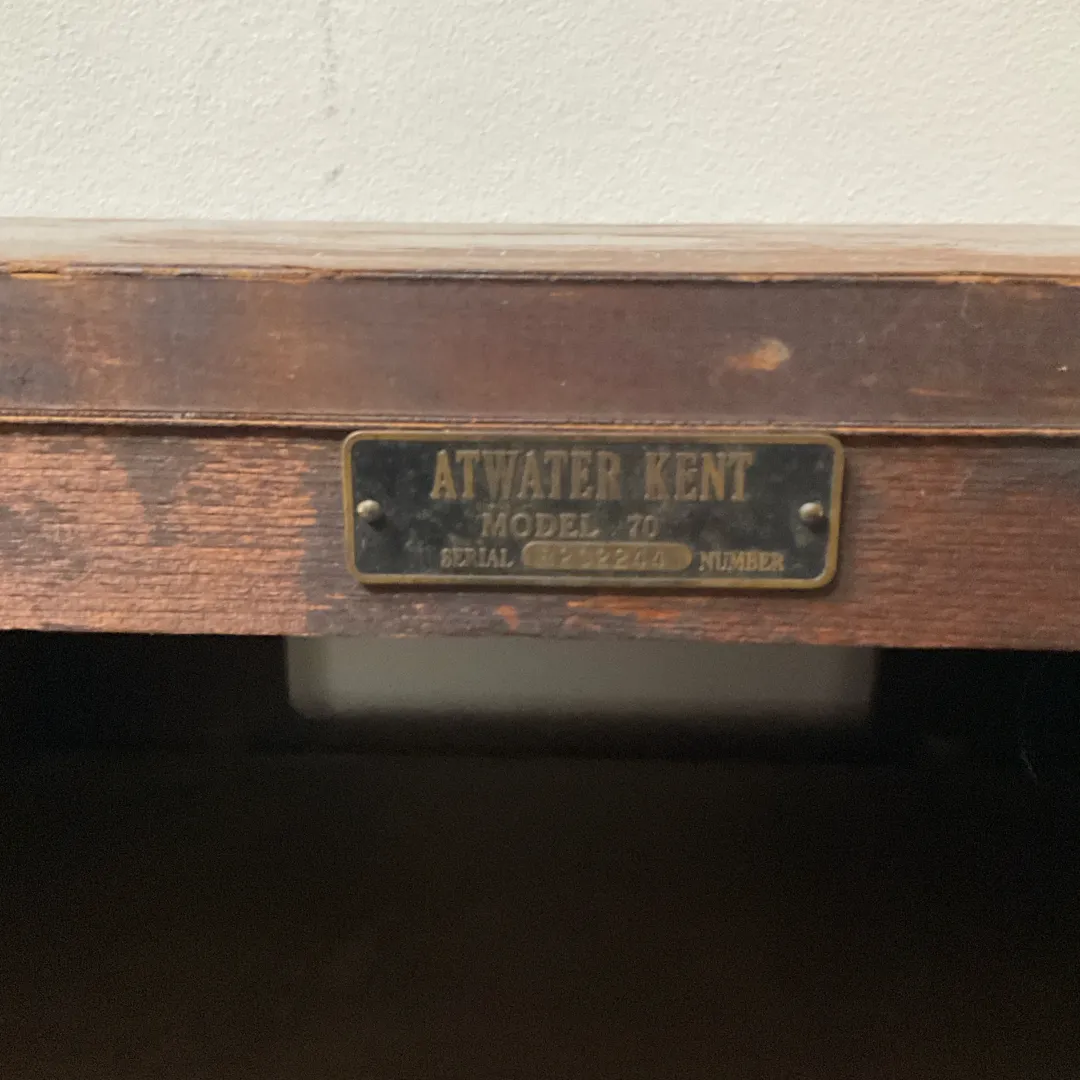 ATWATER KENT
MODEL 70
SERIAL NUMBER